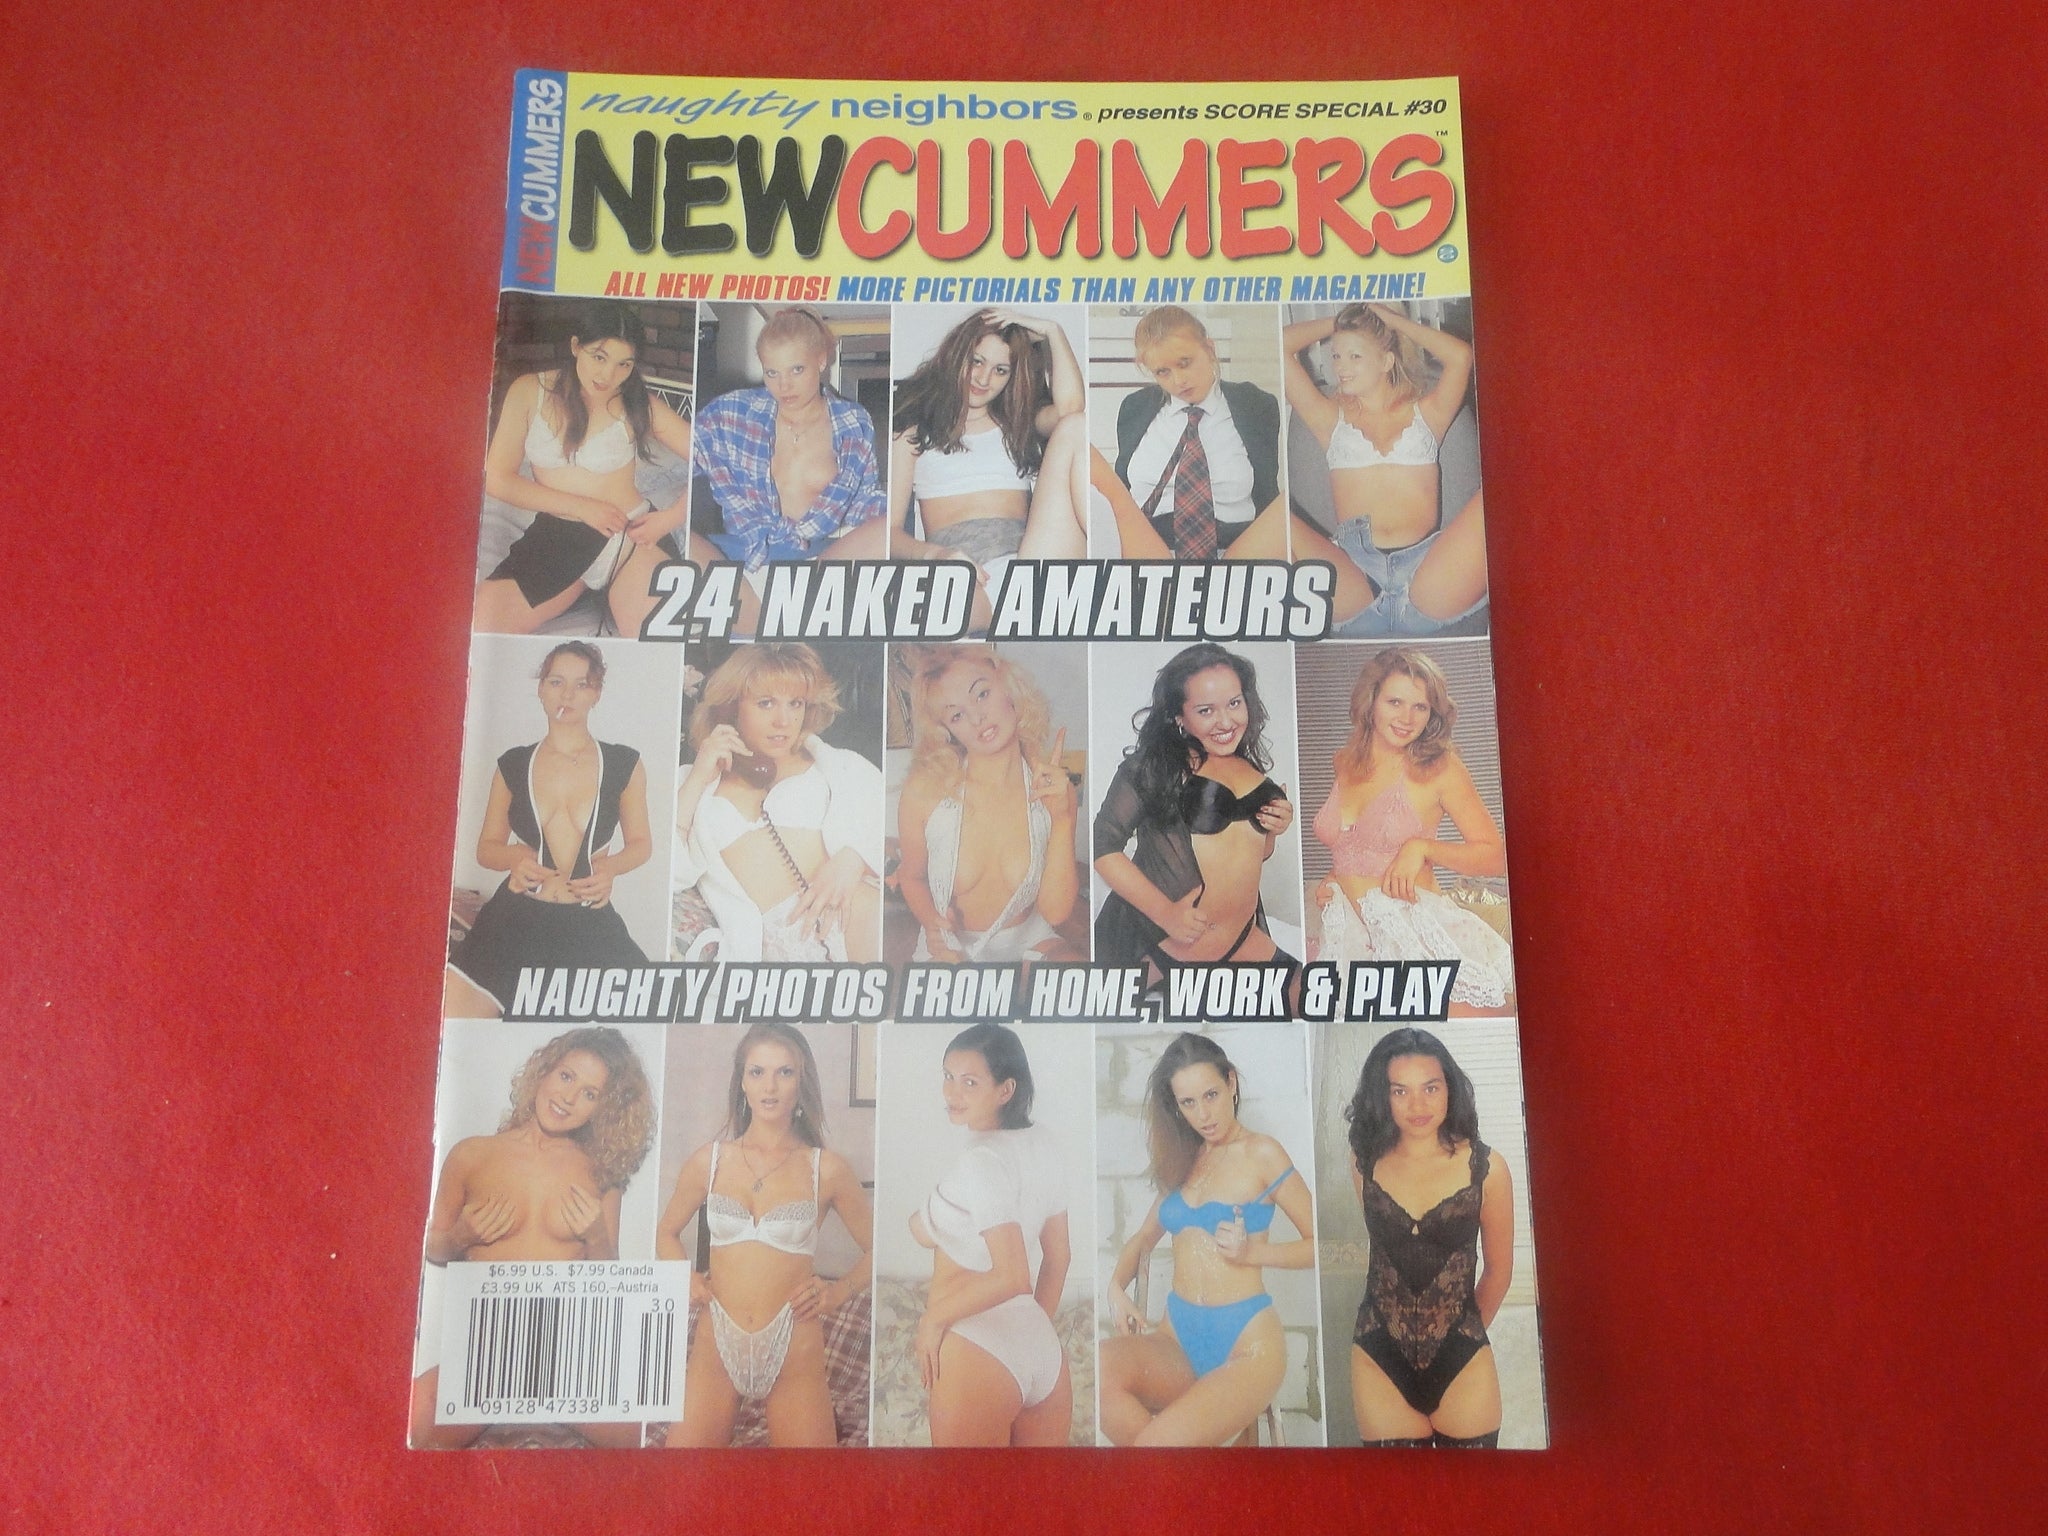 NEWCUMMERS
naughty neighbors® presents SCORE SPECIAL #30
NEWCUMMERS™
ALL NEW PHOTOS! MORE PICTORIALS THAN ANY OTHER MAGAZINE!
24 NAKED AMATEURS
NAUGHTY PHOTOS FROM HOME, WORK & PLAY
$6.99 U.S. $7.99 Canada
£3.99 UK ATS 160,-Austria
30
0 09128 47338 3